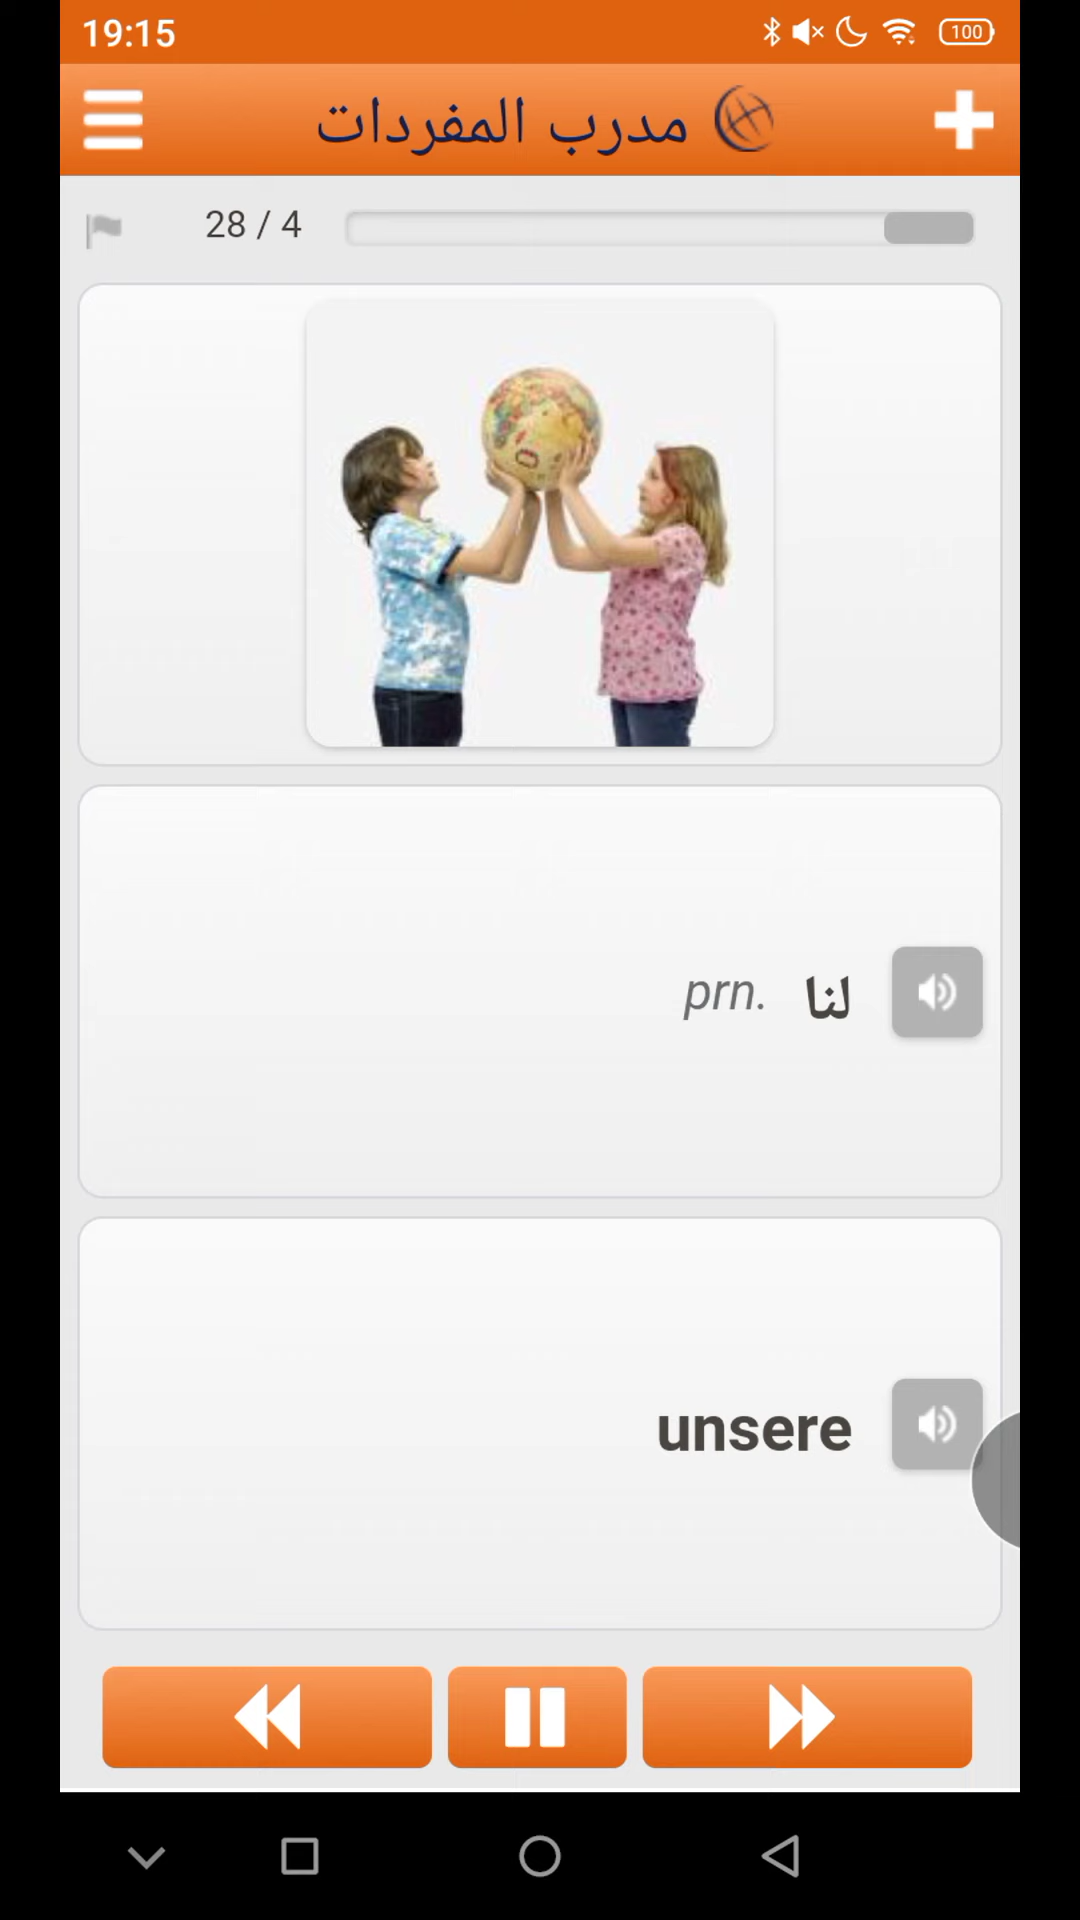 19:15
100
مدرب المفردات
28 / 4
لنا prn.
unsere